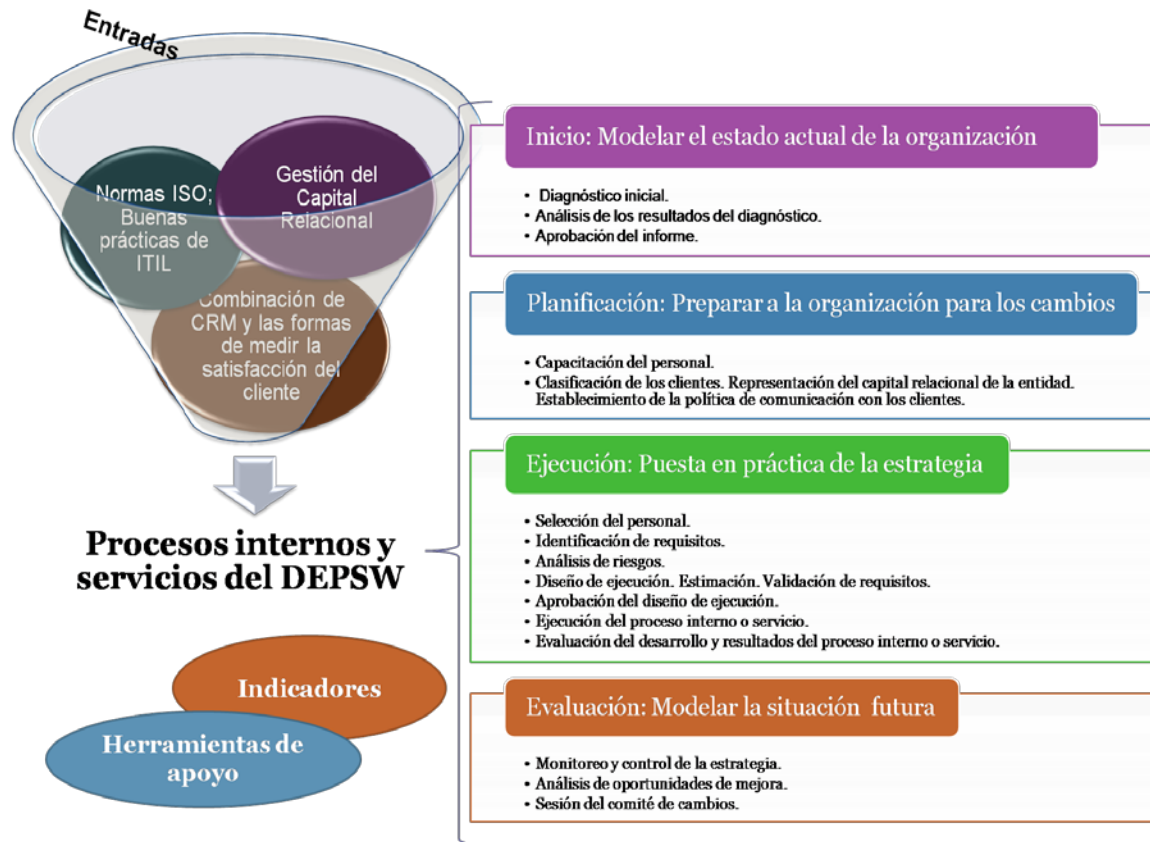 Entradas
Normas ISO;
Buenas
prácticas de
ITIL
Gestión del
Capital
Relacional
Combinación de
CRM y las formas
de medir la
satisfacción del
cliente
Procesos internos y
servicios del DEPSW
Indicadores
Herramientas de
apoyo
Inicio: Modelar el estado actual de la organización
• Diagnóstico inicial.
• Análisis de los resultados del diagnóstico.
• Aprobación del informe.
Planificación: Preparar a la organización para los cambios
• Capacitación del personal.
• Clasificación de los clientes. Representación del capital relacional de la entidad.
Establecimiento de la política de comunicación con los clientes.
Ejecución: Puesta en práctica de la estrategia
• Selección del personal.
• Identificación de requisitos.
• Análisis de riesgos.
• Diseño de ejecución. Estimación. Validación de requisitos.
• Aprobación del diseño de ejecución.
• Ejecución del proceso interno o servicio.
• Evaluación del desarrollo y resultados del proceso interno o servicio.
Evaluación: Modelar la situación futura
• Monitoreo y control de la estrategia.
• Análisis de oportunidades de mejora.
• Sesión del comité de cambios.